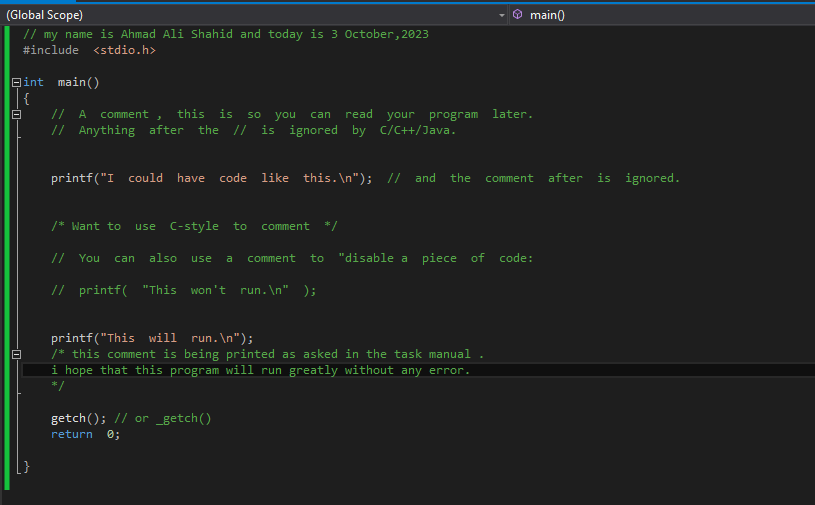 (Global Scope) main()
// my name is Ahmad Ali Shahid and today is 3 October,2023
#include <stdio.h>
int main()
{
// A comment , this is so you can read your program later.
// Anything after the // is ignored by C/C++/Java.
printf("I could have code like this.\n"); // and the comment after is ignored.
/* Want to use C-style to comment */
// You can also use a comment to "disable a piece of code:
// printf( "This won't run.\n" );
printf("This will run.\n");
/* this comment is being printed as asked in the task manual .
i hope that this program will run greatly without any error.
*/
getch(); // or _getch()
return 0;
}